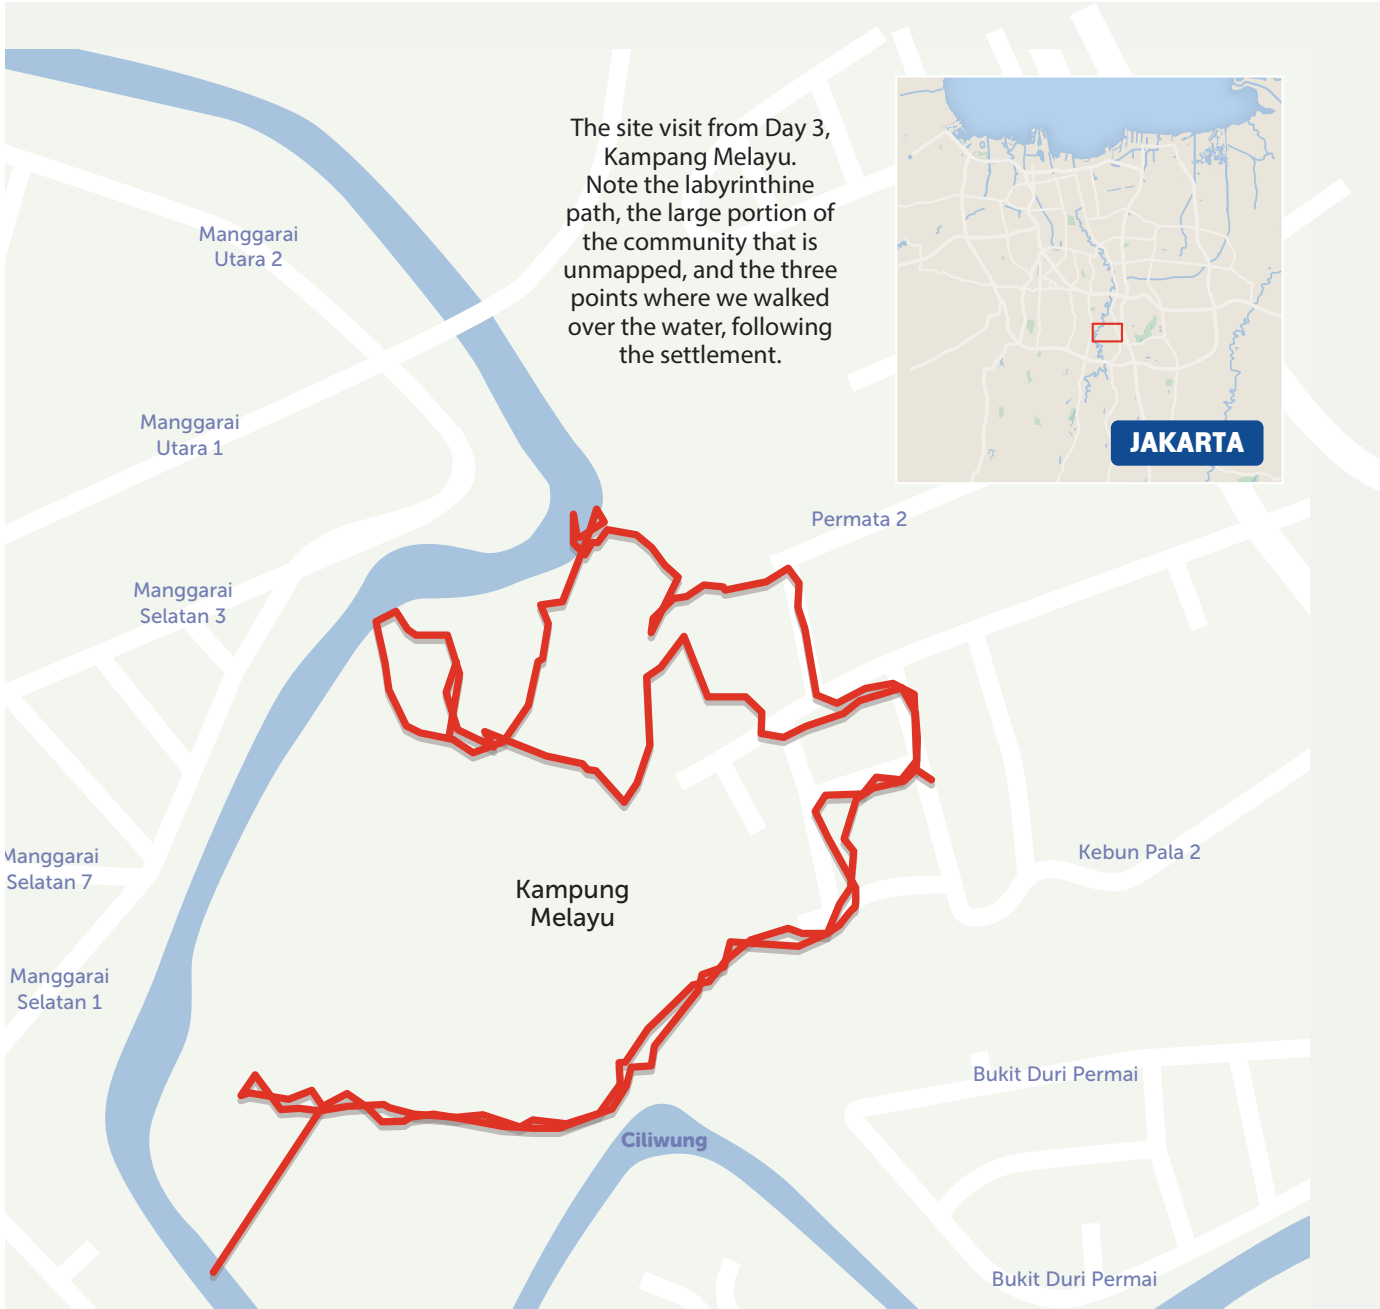 The site visit from Day 3,
Kampang Melayu.
Note the labyrinthine
path, the large portion of
the community that is
unmapped, and the three
points where we walked
over the water, following
the settlement.
JAKARTA
Manggarai
Utara 2
Manggarai
Utara 1
Permata 2
Manggarai
Selatan 3
Manggarai
Selatan 7
Kebun Pala 2
Kampung
Melayu
Manggarai
Selatan 1
Bukit Duri Permai
Ciliwung
Bukit Duri Permai